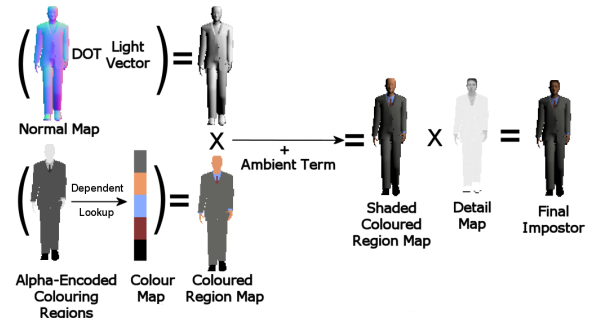 ( DOT Light
Vector ) =
Normal Map
X
+
Ambient Term
( Dependent
Lookup ) =
Alpha-Encoded
Colouring
Regions
Colour
Map
Coloured
Region Map
=
Shaded
Coloured
Region Map
X
Detail
Map
=
Final
Impostor